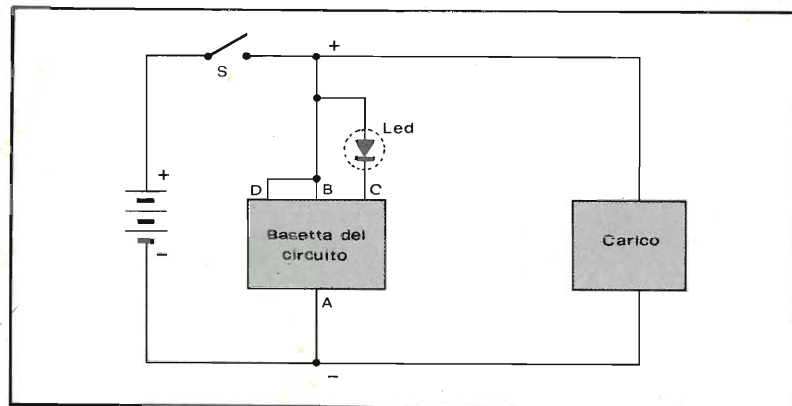 +
S
Led
+
D B C
Basetta del
circuito
Carico
−
A
−